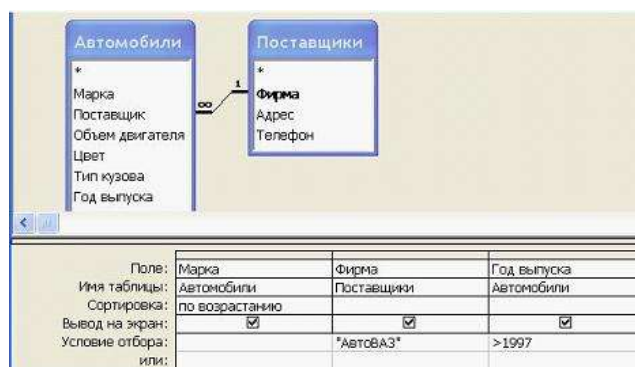 Автомобили
*
Марка
Поставщик
Объем двигателя
Цвет
Тип кузова
Год выпуска
∞ 1
Поставщики
*
Фирма
Адрес
Телефон
Поле: Марка Фирма Год выпуска
Имя таблицы: Автомобили Поставщики Автомобили
Сортировка: по возрастанию
Вывод на экран:
Условие отбора: "АвтоВАЗ" >1997
или: